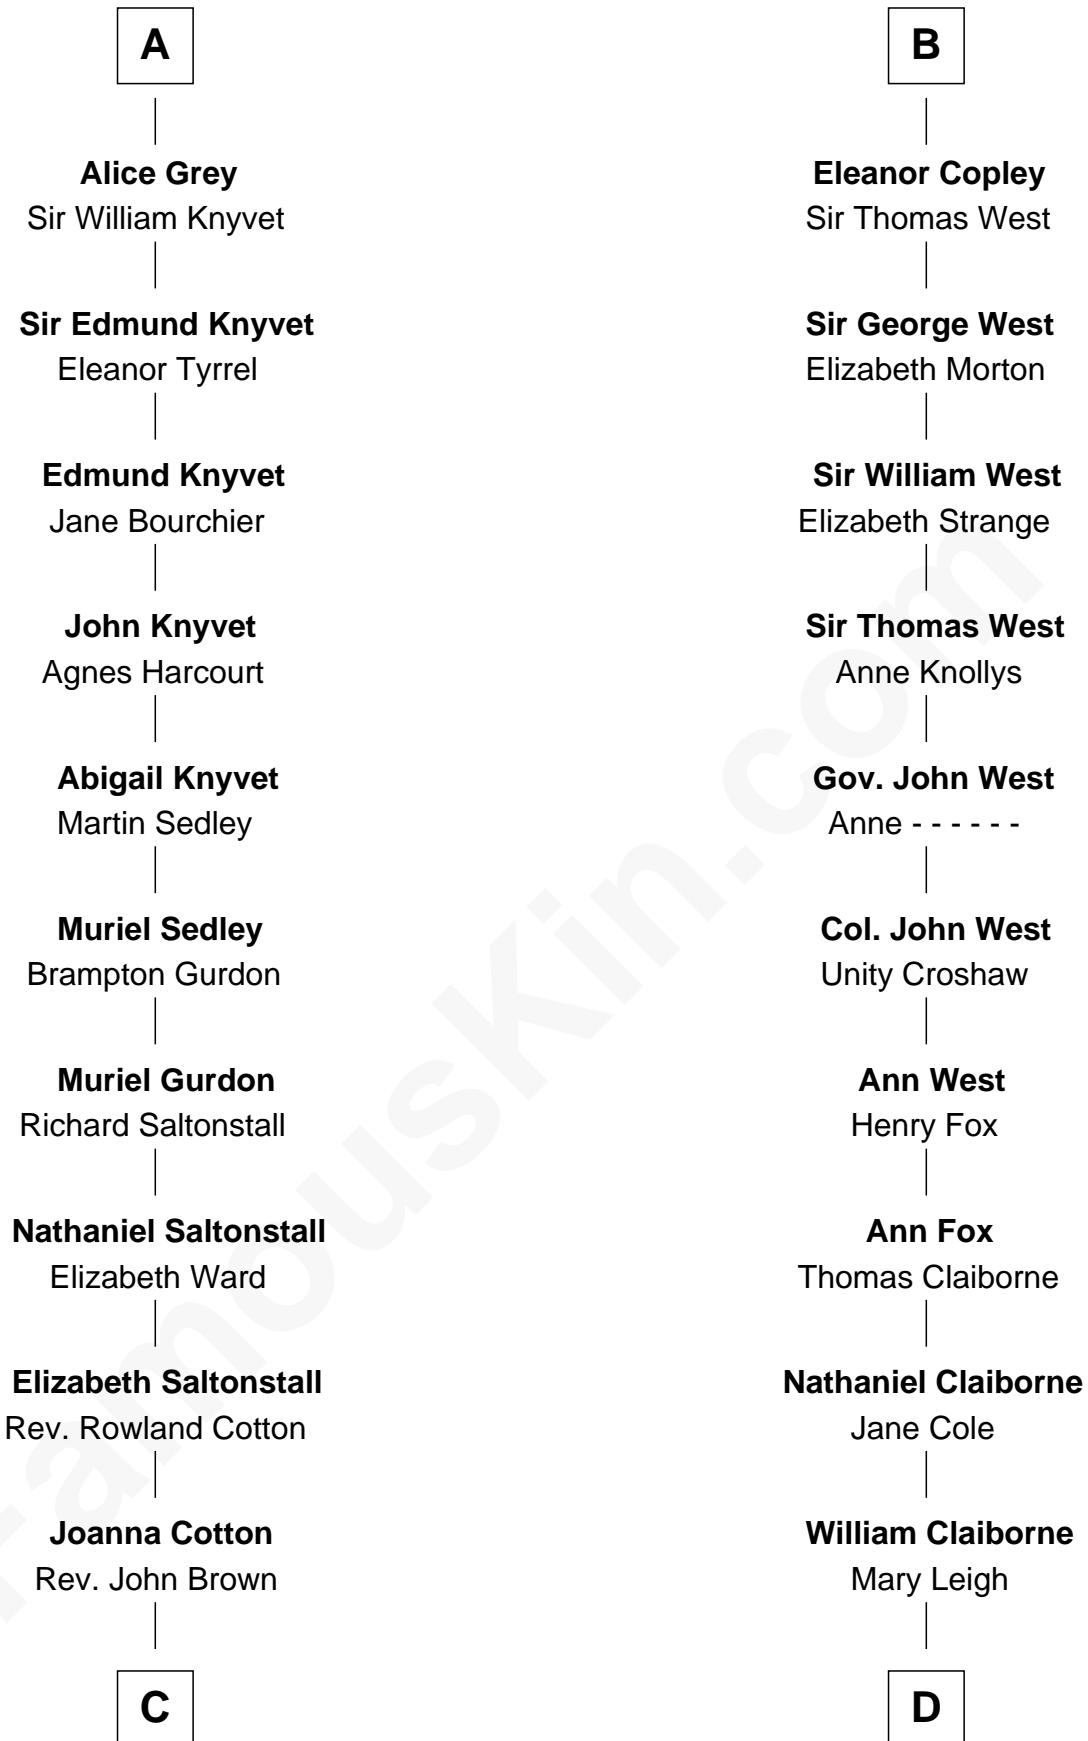 A
Alice Grey
Sir William Knyvet
Sir Edmund Knyvet
Eleanor Tyrrel
Edmund Knyvet
Jane Bourchier
John Knyvet
Agnes Harcourt
Abigail Knyvet
Martin Sedley
Muriel Sedley
Brampton Gurdon
Muriel Gurdon
Richard Saltonstall
Nathaniel Saltonstall
Elizabeth Ward
Elizabeth Saltonstall
Rev. Rowland Cotton
Joanna Cotton
Rev. John Brown
C
B
Eleanor Copley
Sir Thomas West
Sir George West
Elizabeth Morton
Sir William West
Elizabeth Strange
Sir Thomas West
Anne Knollys
Gov. John West
Anne - - - - - -
Col. John West
Unity Croshaw
Ann West
Henry Fox
Ann Fox
Thomas Claiborne
Nathaniel Claiborne
Jane Cole
William Claiborne
Mary Leigh
D
FamousKin.com